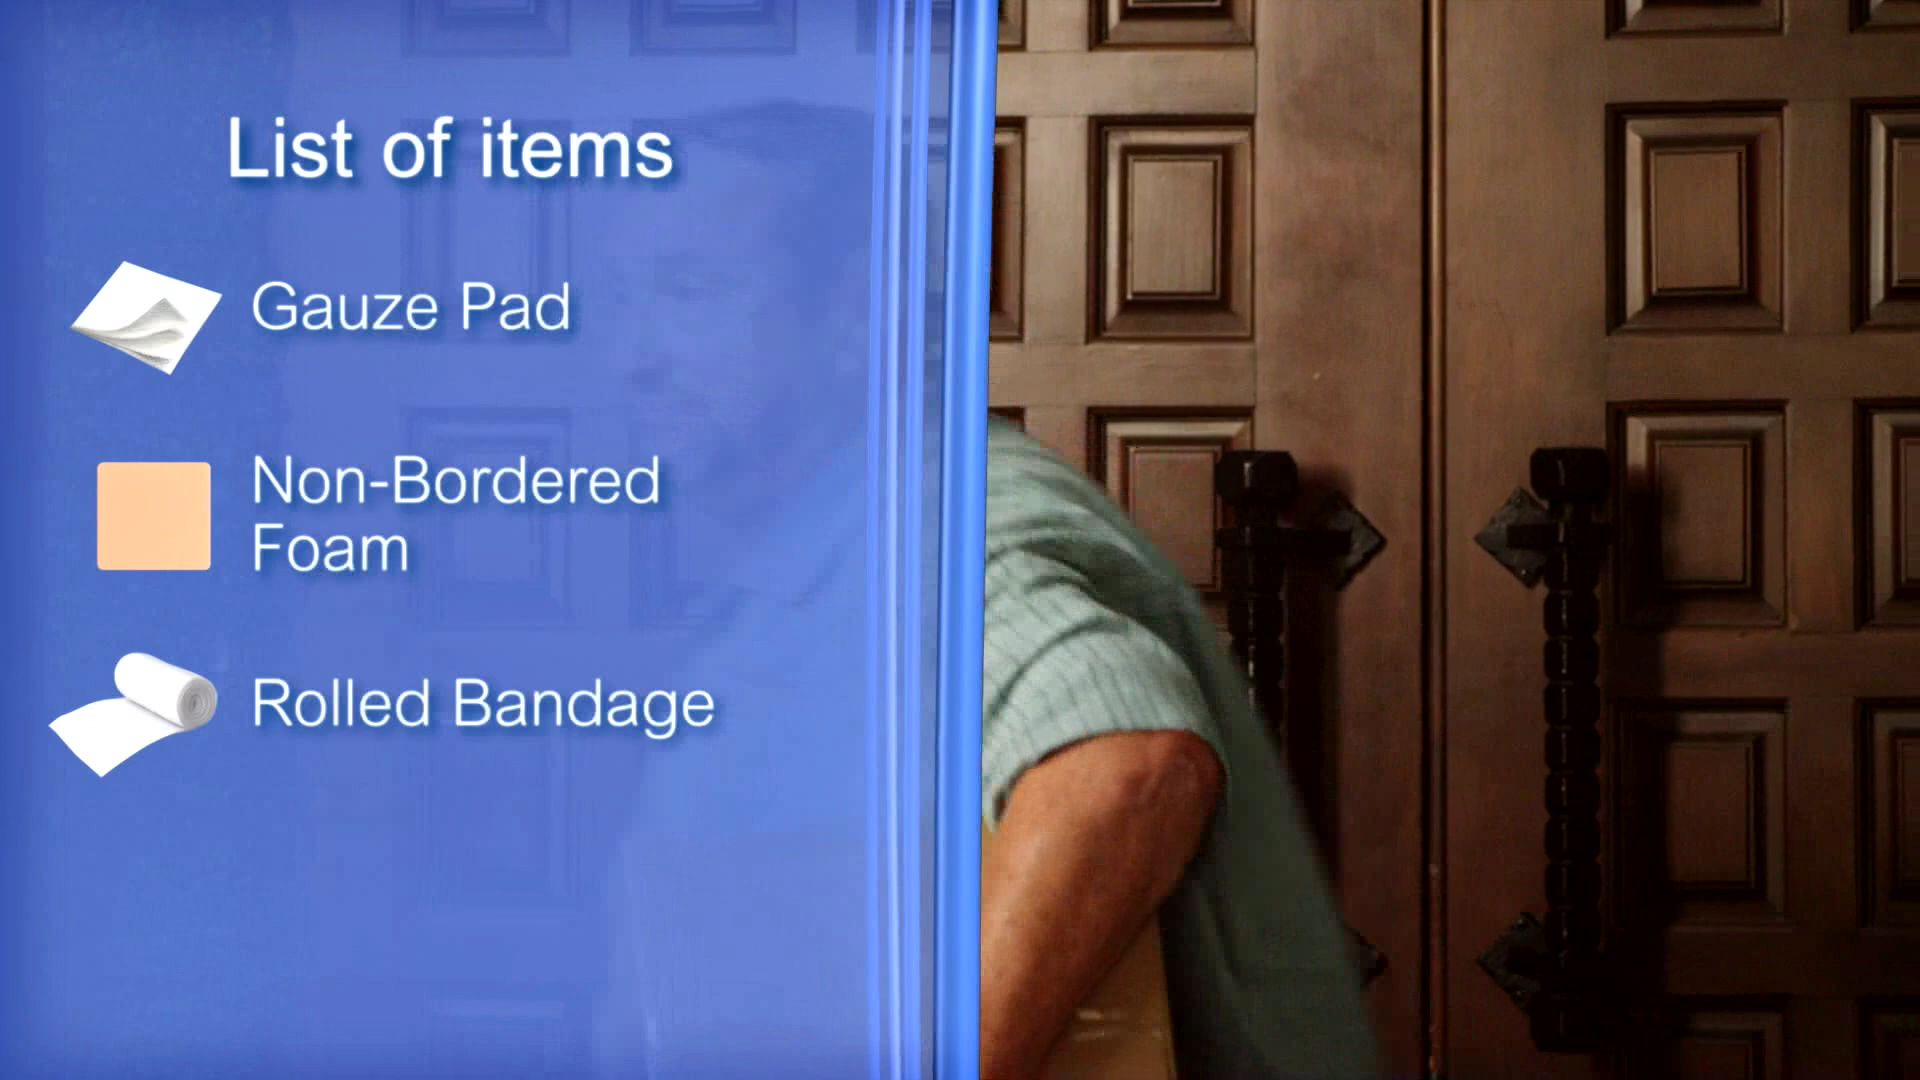 List of items
Gauze Pad
Non-Bordered
Foam
Rolled Bandage